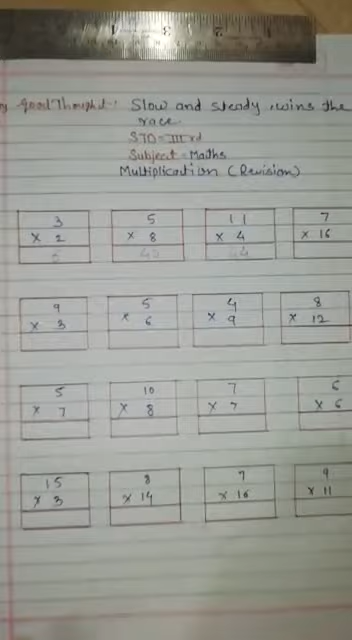 Good Thought: Slow and steady, wins the
race
STD = III rd
Subject = Maths
Multiplication (Revision)
3 5 11 7
× 2 × 8 × 4 × 16
9 5 4 8
× 3 × 6 × 9 × 12
5 10 7 6
× 7 × 8 × 7 × 6
15 8 7 9
× 3 × 14 × 16 × 11